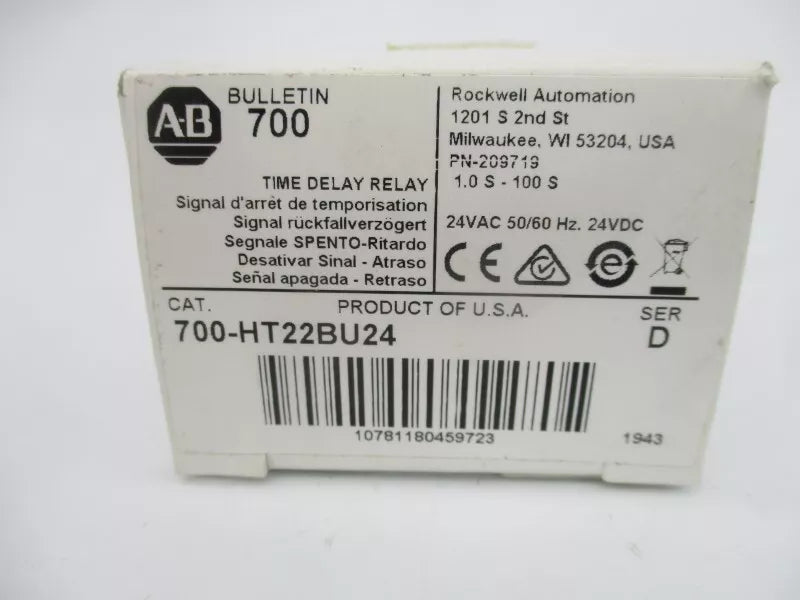 A-B
BULLETIN
700
TIME DELAY RELAY
Signal d'arrêt de temporisation
Signal rückfallverzögert
Segnale SPENTO-Ritardo
Desativar Sinal - Atraso
Señal apagada - Retraso
Rockwell Automation
1201 S 2nd St
Milwaukee, WI 53204, USA
PN-209719
1.0 S - 100 S
24VAC 50/60 Hz. 24VDC
CE
CAT.
PRODUCT OF U.S.A.
SER
700-HT22BU24
D
10781180459723
1943